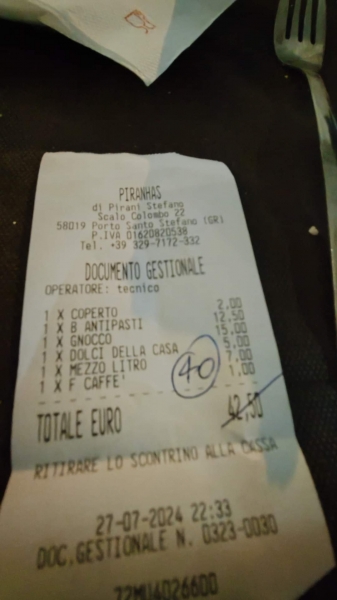 PIRANHAS
di Pirani Stefano
Scalo Colombo 22
58019 Porto Santo Stefano (GR)
P.IVA 01620820538
Tel. +39 329-7172-332
DOCUMENTO GESTIONALE
OPERATORE: tecnico
1 X COPERTO 2,00
1 X B ANTIPASTI 12,50
1 X GNOCCO 15,00
1 X DOLCI DELLA CASA 5,00
1 X MEZZO LITRO 7,00
1 X F CAFFE' 1,00
40
TOTALE EURO 42,50
RITIRARE LO SCONTRINO ALLA CASSA
27-07-2024 22:33
DOC.GESTIONALE N. 0323-0030
72MU4026600